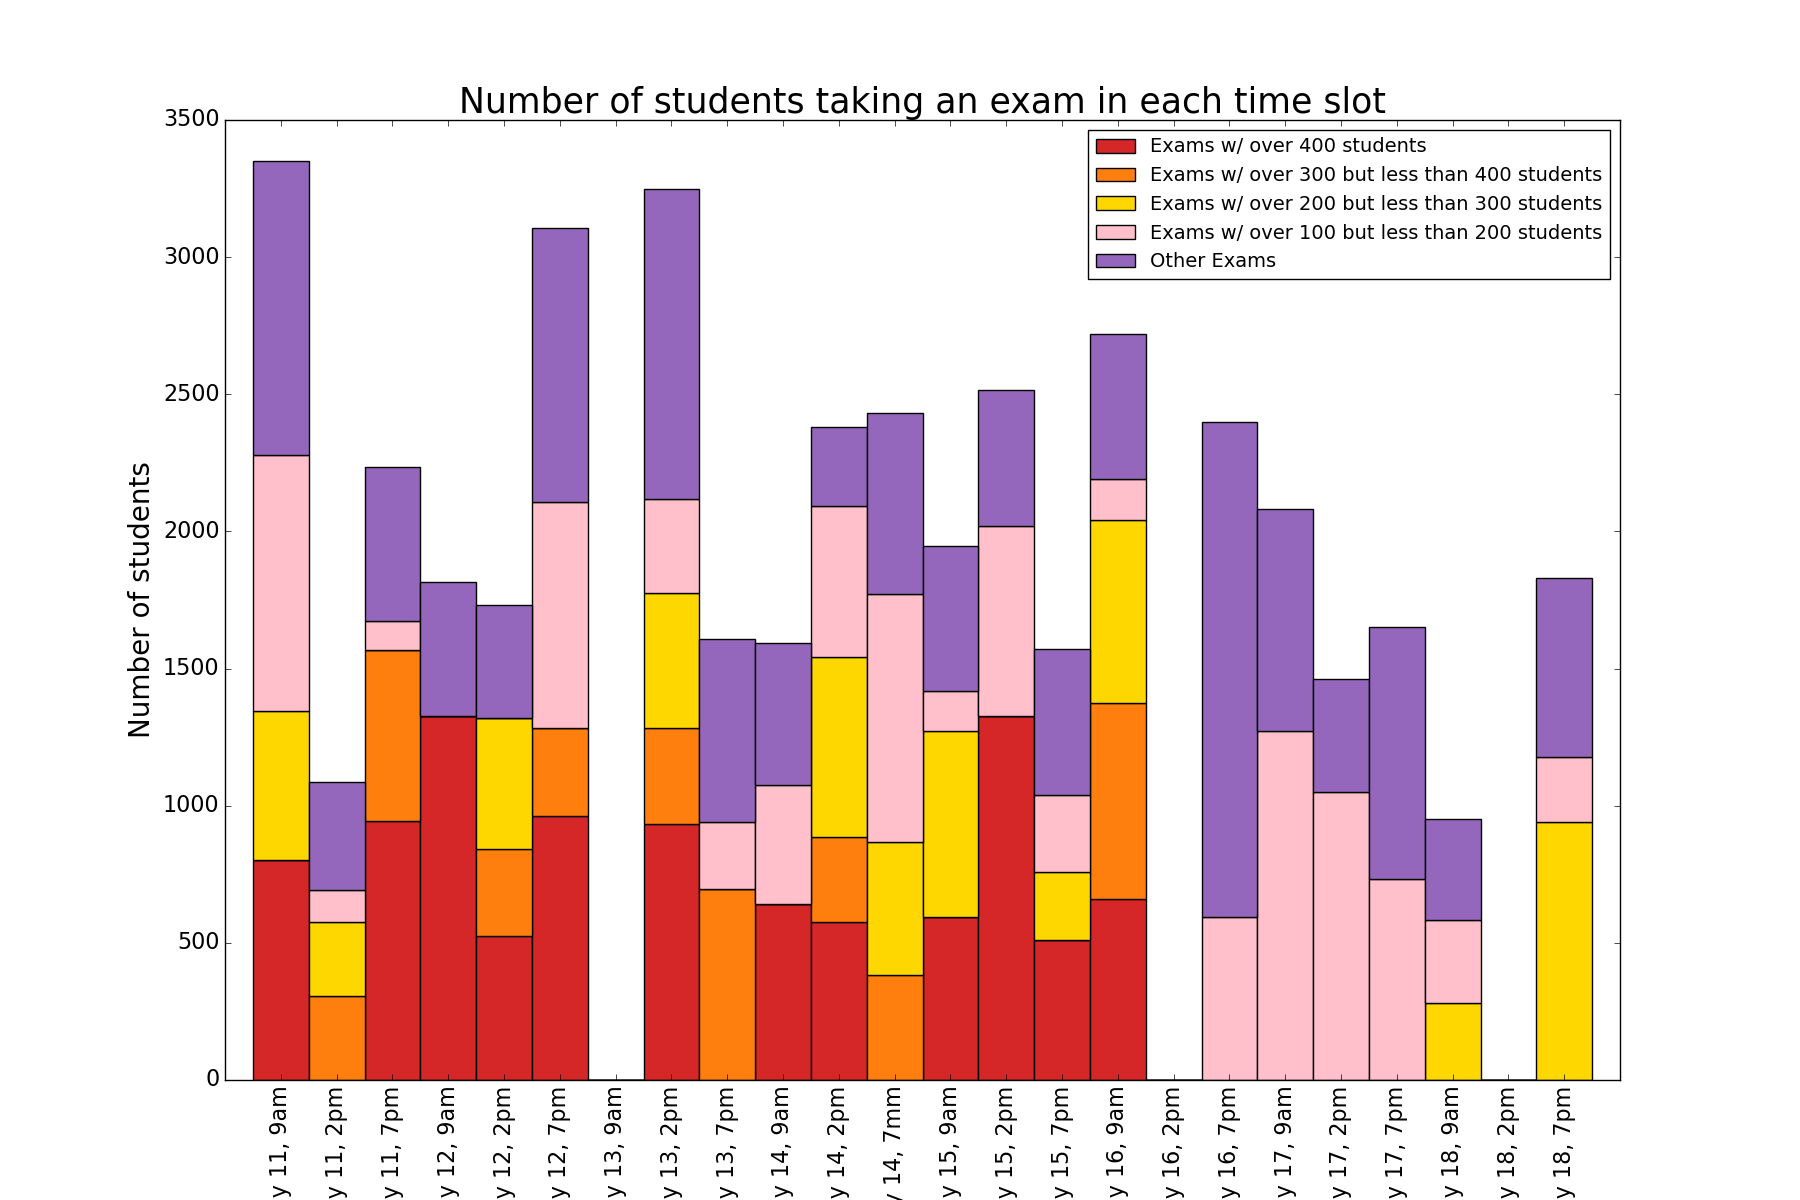 Number of students taking an exam in each time slot
3500
3000
2500
2000
1500
1000
500
0
Number of students
Exams w/ over 400 students
Exams w/ over 300 but less than 400 students
Exams w/ over 200 but less than 300 students
Exams w/ over 100 but less than 200 students
Other Exams
y 11, 9am
y 11, 2pm
y 11, 7pm
y 12, 9am
y 12, 2pm
y 12, 7pm
y 13, 9am
y 13, 2pm
y 13, 7pm
y 14, 9am
y 14, 2pm
y 14, 7mm
y 15, 9am
y 15, 2pm
y 15, 7pm
y 16, 9am
y 16, 2pm
y 16, 7pm
y 17, 9am
y 17, 2pm
y 17, 7pm
y 18, 9am
y 18, 2pm
y 18, 7pm